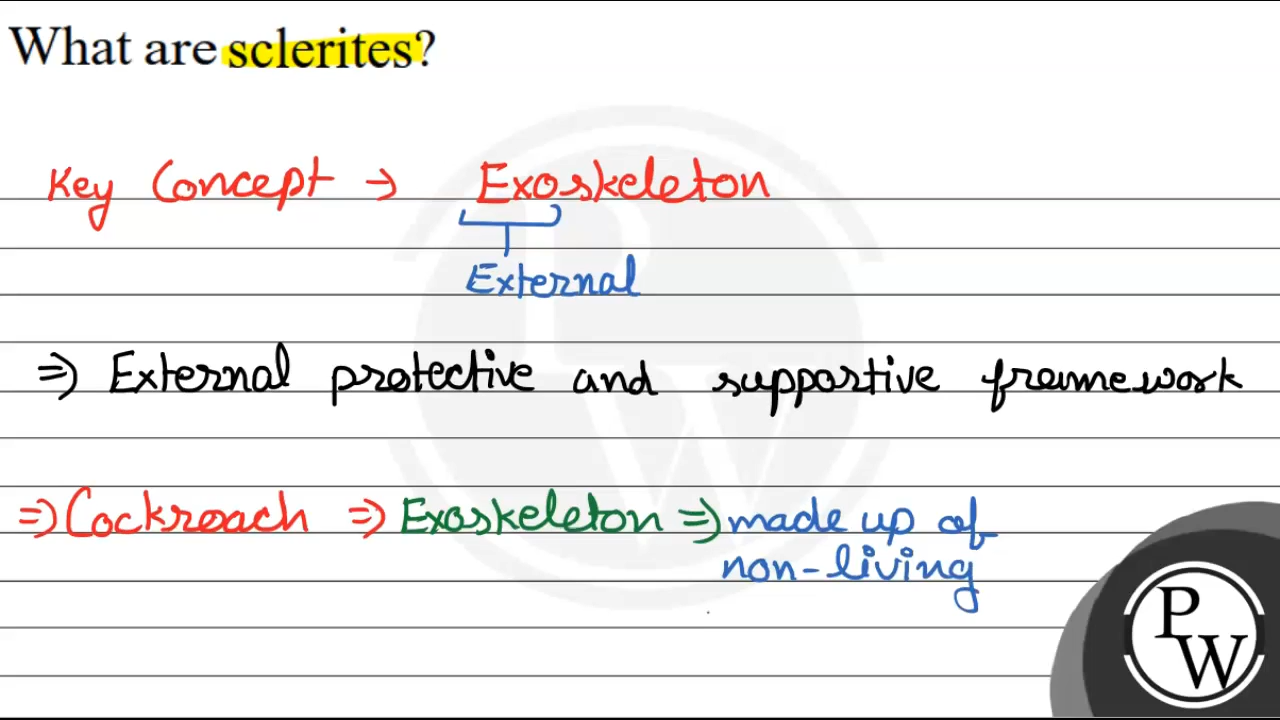 What are sclerites?
Key Concept → Exoskeleton
External
⇒ External protective and supportive framework
⇒ Cockroach ⇒ Exoskeleton ⇒ made up of
non-living
PW
PW